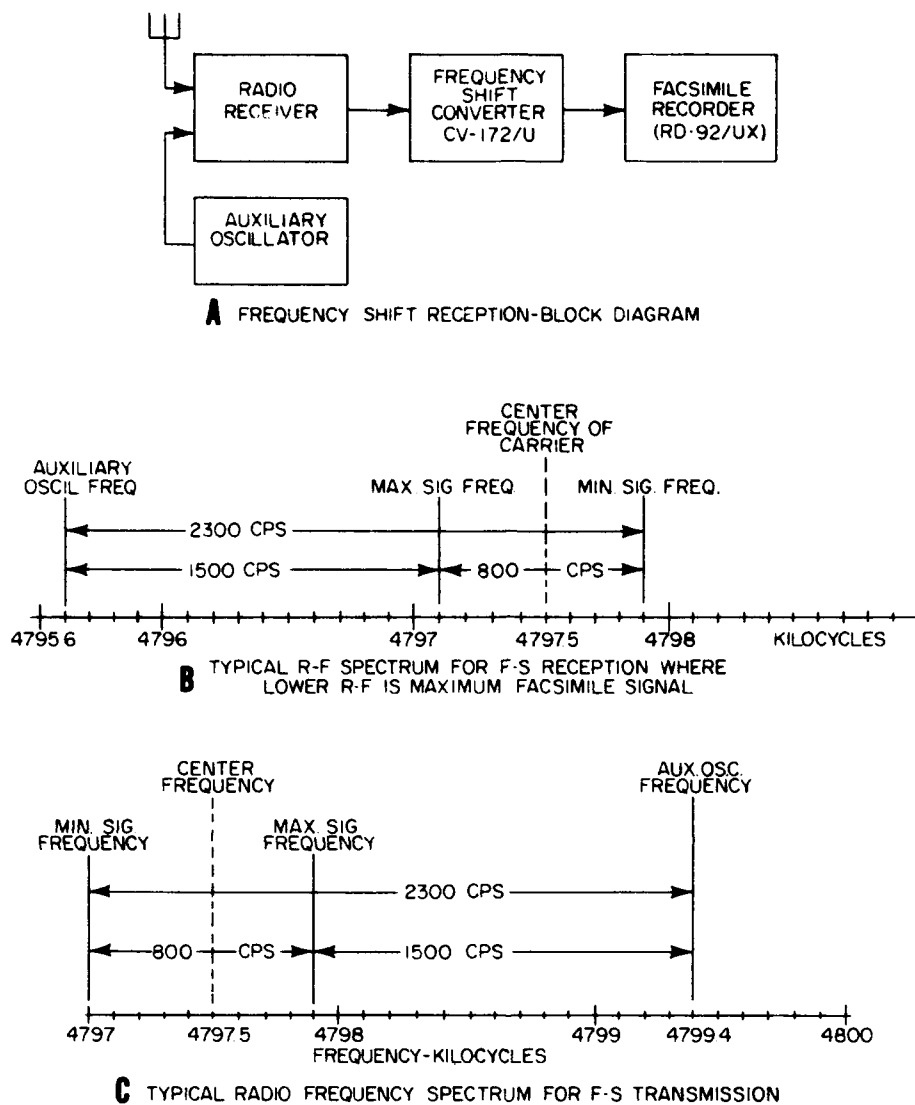 RADIO
RECEIVER
FREQUENCY
SHIFT
CONVERTER
CV-172/U
FACSIMILE
RECORDER
(RD-92/UX)
AUXILIARY
OSCILLATOR
A FREQUENCY SHIFT RECEPTION-BLOCK DIAGRAM
CENTER
FREQUENCY OF
CARRIER
AUXILIARY
OSCIL FREQ
MAX. SIG FREQ.
MIN. SIG. FREQ.
2300 CPS
1500 CPS
800 CPS
4795.6 4796 4797 4797.5 4798 KILOCYCLES
B TYPICAL R-F SPECTRUM FOR F-S RECEPTION WHERE
LOWER R-F IS MAXIMUM FACSIMILE SIGNAL
CENTER
FREQUENCY
AUX. OSC.
FREQUENCY
MIN. SIG
FREQUENCY
MAX. SIG
FREQUENCY
2300 CPS
800 CPS
1500 CPS
4797 4797.5 4798 4799 4799.4 4800
FREQUENCY-KILOCYCLES
C TYPICAL RADIO FREQUENCY SPECTRUM FOR F-S TRANSMISSION